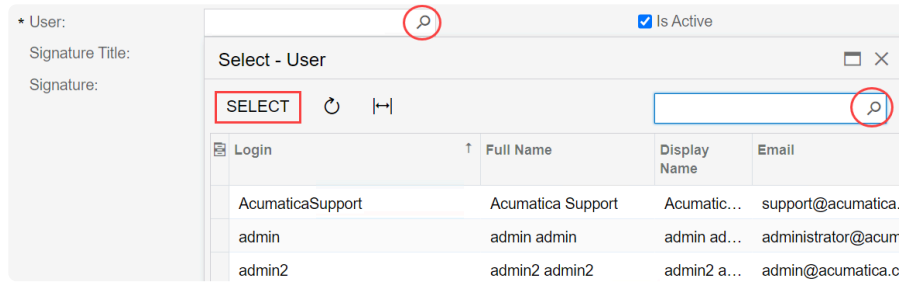 * User:
Is Active
Signature Title:
Select - User
Signature:
SELECT
Login ↑ Full Name Display Name Email
AcumaticaSupport Acumatica Support Acumatic... support@acumatica.
admin admin admin admin ad... administrator@acum
admin2 admin2 admin2 admin2 a... admin@acumatica.c